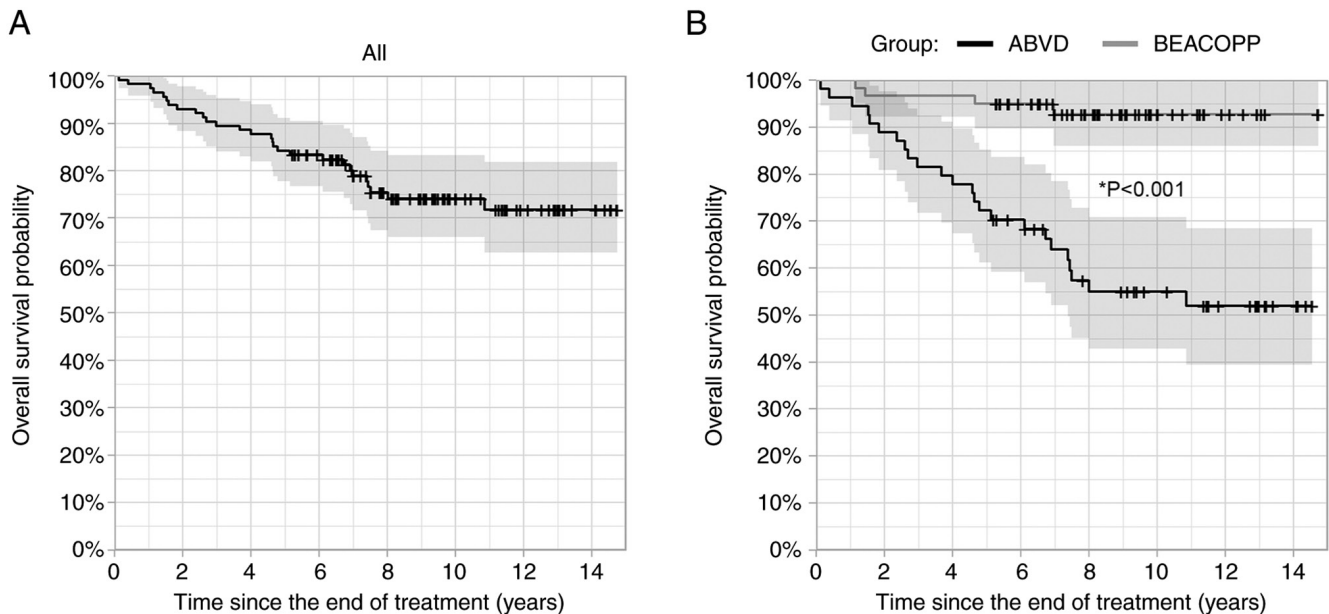 A
All
Overall survival probability
100%
90%
80%
70%
60%
50%
40%
30%
20%
10%
0%
0 2 4 6 8 10 12 14
Time since the end of treatment (years)
B
Group: ABVD BEACOPP
Overall survival probability
100%
90%
80%
70%
60%
50%
40%
30%
20%
10%
0%
*P<0.001
0 2 4 6 8 10 12 14
Time since the end of treatment (years)